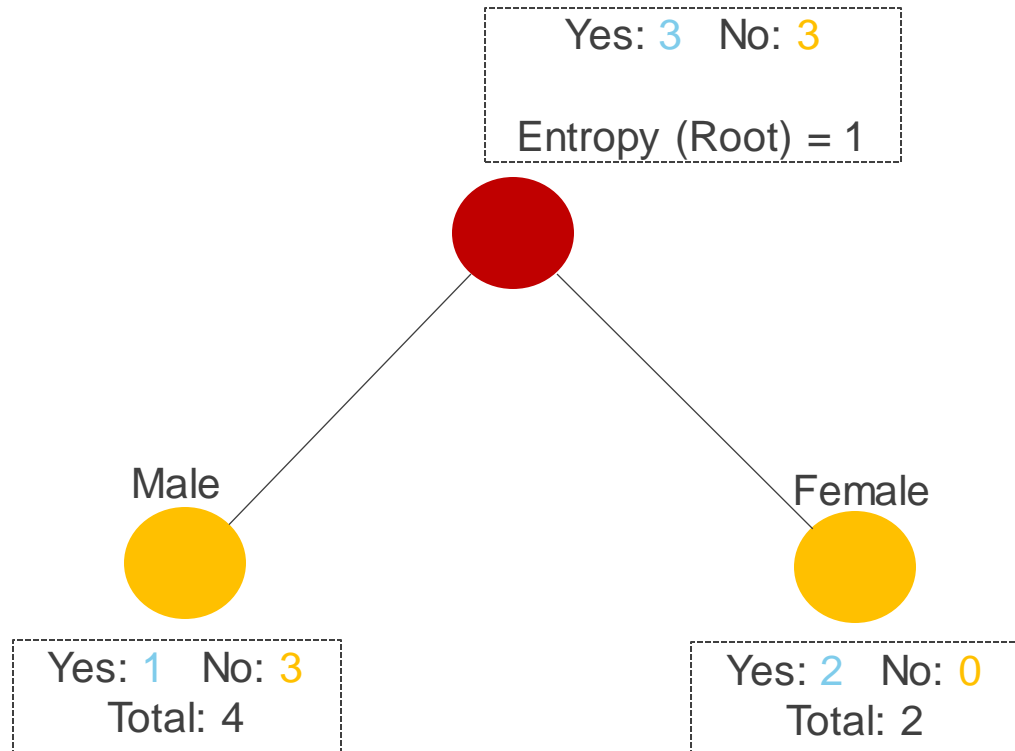 Yes: 3 No: 3
Entropy (Root) = 1
Male
Female
Yes: 1 No: 3
Total: 4
Yes: 2 No: 0
Total: 2